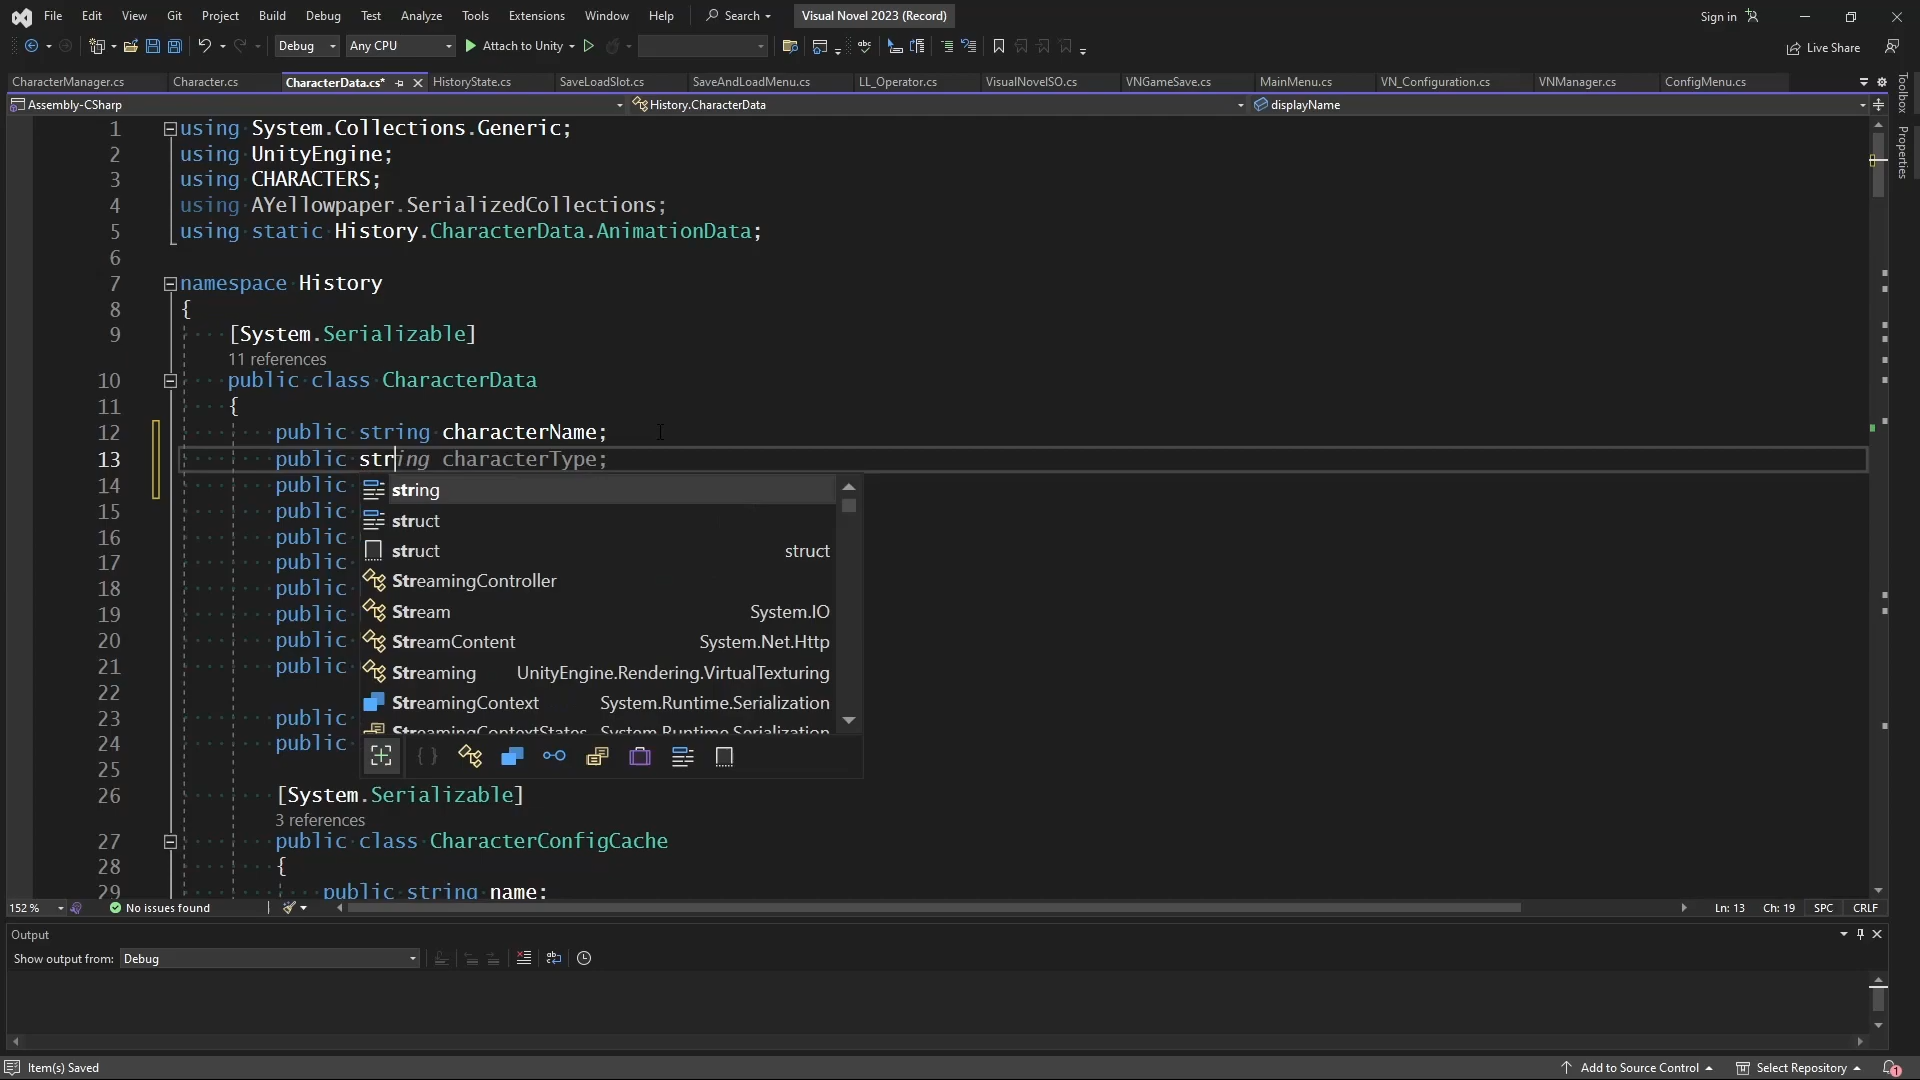 File Edit View Git Project Build Debug Test Analyze Tools Extensions Window Help Search Visual Novel 2023 (Record) Sign in
Debug Any CPU Attach to Unity Live Share
CharacterManager.cs Character.cs CharacterData.cs* HistoryState.cs SaveLoadSlot.cs SaveAndLoadMenu.cs LL_Operator.cs VisualNovelSO.cs VNGameSave.cs MainMenu.cs VN_Configuration.cs VNManager.cs ConfigMenu.cs
Assembly-CSharp History.CharacterData displayName
Toolbox
Properties
1 using System.Collections.Generic;
2 using UnityEngine;
3 using CHARACTERS;
4 using AYellowpaper.SerializedCollections;
5 using static History.CharacterData.AnimationData;
6
7 namespace History
8 {
9 [System.Serializable]
11 references
10 public class CharacterData
11 {
12 public string characterName;
13 public string characterType;
14 public string
15 public struct
16 public struct struct
17 public StreamingController
18 public Stream System.IO
19 public
20 public StreamContent System.Net.Http
21 public Streaming UnityEngine.Rendering.VirtualTexturing
22 StreamingContext System.Runtime.Serialization
23 public StreamingContextStates System.Runtime.Serialization
24 public
25
26 [System.Serializable]
3 references
27 public class CharacterConfigCache
28 {
29 public string name;
152 % No issues found Ln: 13 Ch: 19 SPC CRLF
Output
Show output from: Debug
Item(s) Saved Add to Source Control Select Repository 1